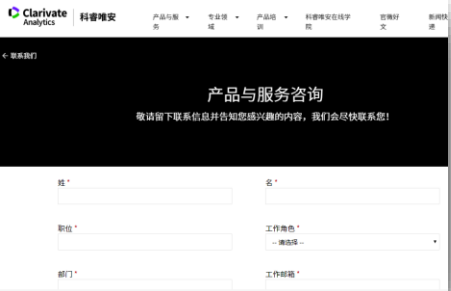 Clarivate
Analytics
科睿唯安
产品与服务
专业领域
产品培训
科睿唯安在线学院
官微好文
新闻快递
← 联系我们
产品与服务咨询
敬请留下联系信息并告知您感兴趣的内容，我们会尽快联系您！
姓 *
名 *
职位 *
工作角色 *
-- 请选择 --
部门 *
工作邮箱 *